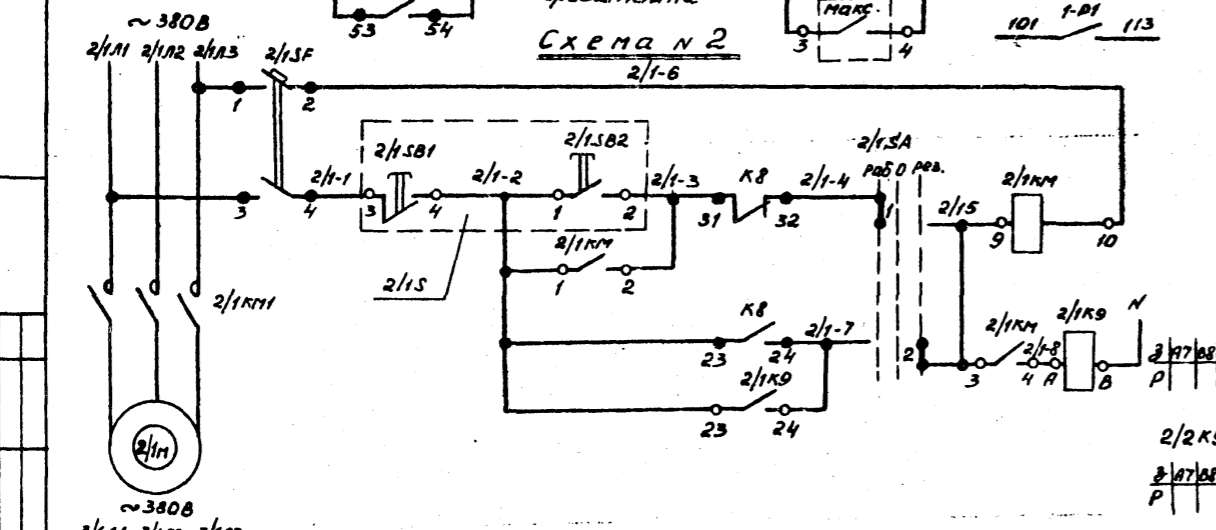 53 54
3 макс. 4
101 1-Р1 113
Схема N 2
~380В
2/1Л1 2/1Л2 2/1Л3 2/1SF
2/1-6
1 2
2/1SB1 2/1SB2 2/1SA
раб 0 рез.
3 4 2/1-1 3 4 2/1-2 1 2 2/1-3 31 К8 32 2/1-4 1 2/15 9 2/1КМ 10
2/1КМ
1 2
2/1S
2/1КМ1
К8
23 24 2/1-7 2 3 2/1КМ 4 2/1-8 А 2/1К9 В N
2/1К9
23 24
З А7 В8
Р
2/1М
2/2К9
З А7 В8
Р
~380В